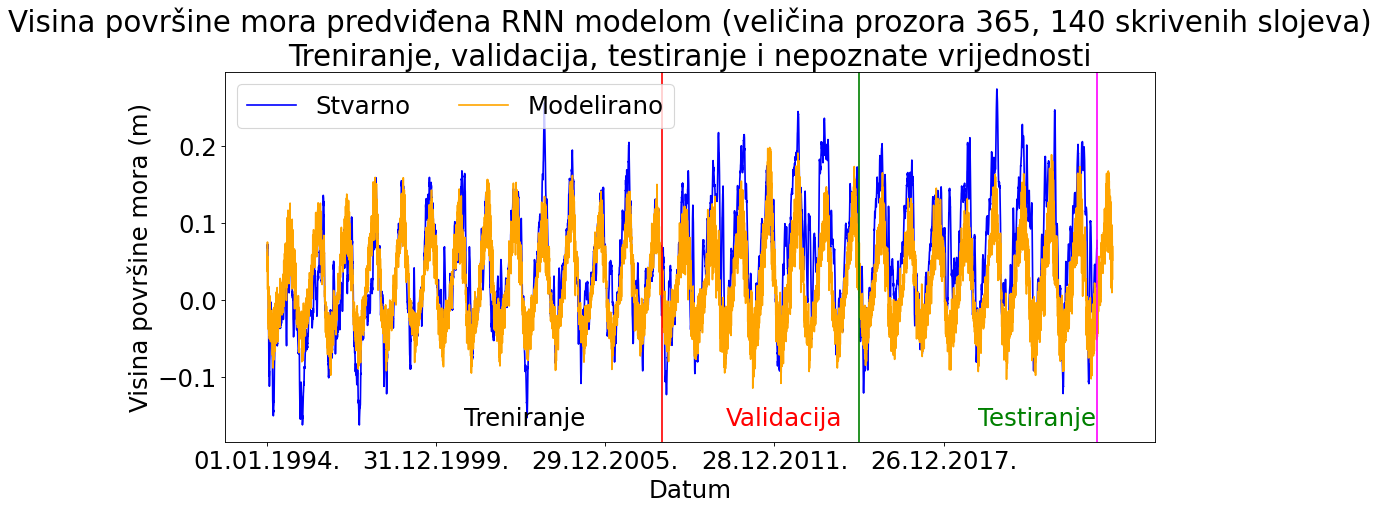 Visina površine mora predviđena RNN modelom (veličina prozora 365, 140 skrivenih slojeva)
Treniranje, validacija, testiranje i nepoznate vrijednosti
Stvarno
Modelirano
Visina površine mora (m)
0.2
0.1
0.0
−0.1
Treniranje
Validacija
Testiranje
01.01.1994.
31.12.1999.
29.12.2005.
28.12.2011.
26.12.2017.
Datum